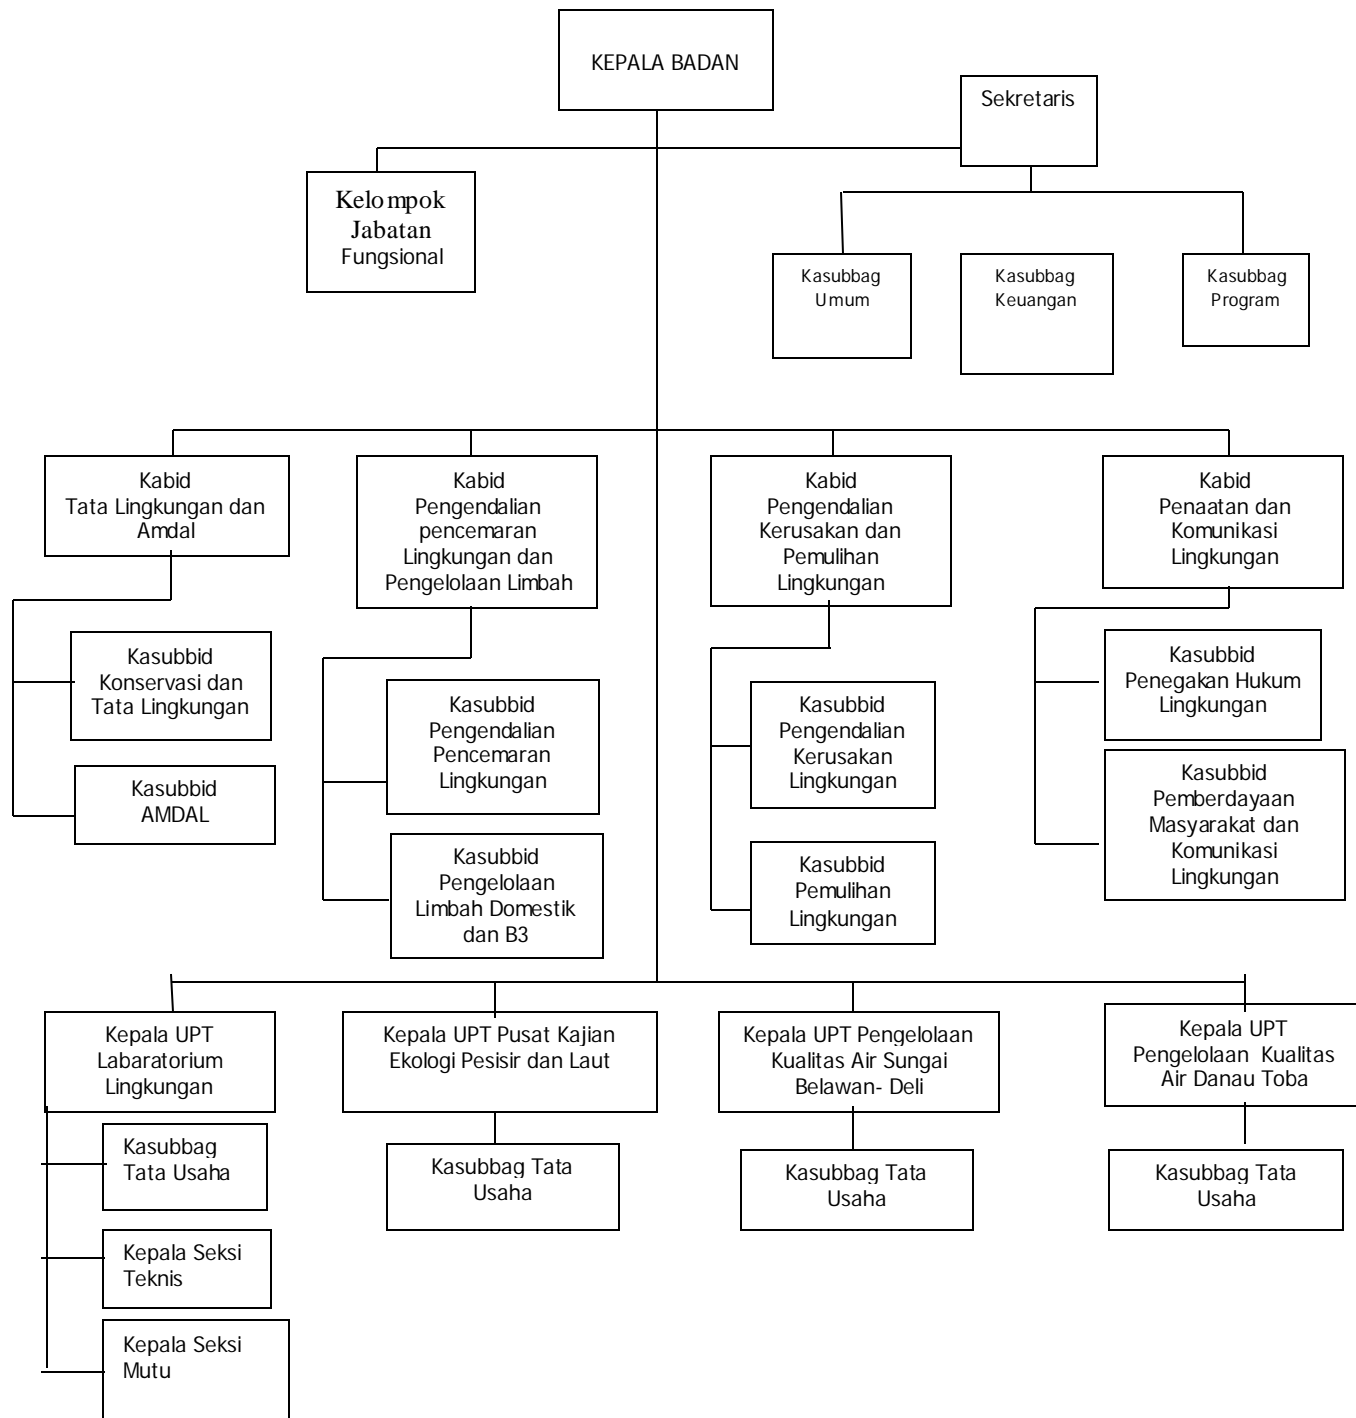 KEPALA BADAN
Sekretaris
Kelompok
Jabatan
Fungsional
Kasubbag
Umum
Kasubbag
Keuangan
Kasubbag
Program
Kabid
Tata Lingkungan dan
Amdal
Kabid
Pengendalian
pencemaran
Lingkungan dan
Pengelolaan Limbah
Kabid
Pengendalian
Kerusakan dan
Pemulihan
Lingkungan
Kabid
Penaatan dan
Komunikasi
Lingkungan
Kasubbid
Konservasi dan
Tata Lingkungan
Kasubbid
AMDAL
Kasubbid
Pengendalian
Pencemaran
Lingkungan
Kasubbid
Pengelolaan
Limbah Domestik
dan B3
Kasubbid
Pengendalian
Kerusakan
Lingkungan
Kasubbid
Pemulihan
Lingkungan
Kasubbid
Penegakan Hukum
Lingkungan
Kasubbid
Pemberdayaan
Masyarakat dan
Komunikasi
Lingkungan
Kepala UPT
Labaratorium
Lingkungan
Kepala UPT Pusat Kajian
Ekologi Pesisir dan Laut
Kepala UPT Pengelolaan
Kualitas Air Sungai
Belawan- Deli
Kepala UPT
Pengelolaan Kualitas
Air Danau Toba
Kasubbag
Tata Usaha
Kepala Seksi
Teknis
Kepala Seksi
Mutu
Kasubbag Tata
Usaha
Kasubbag Tata
Usaha
Kasubbag Tata
Usaha